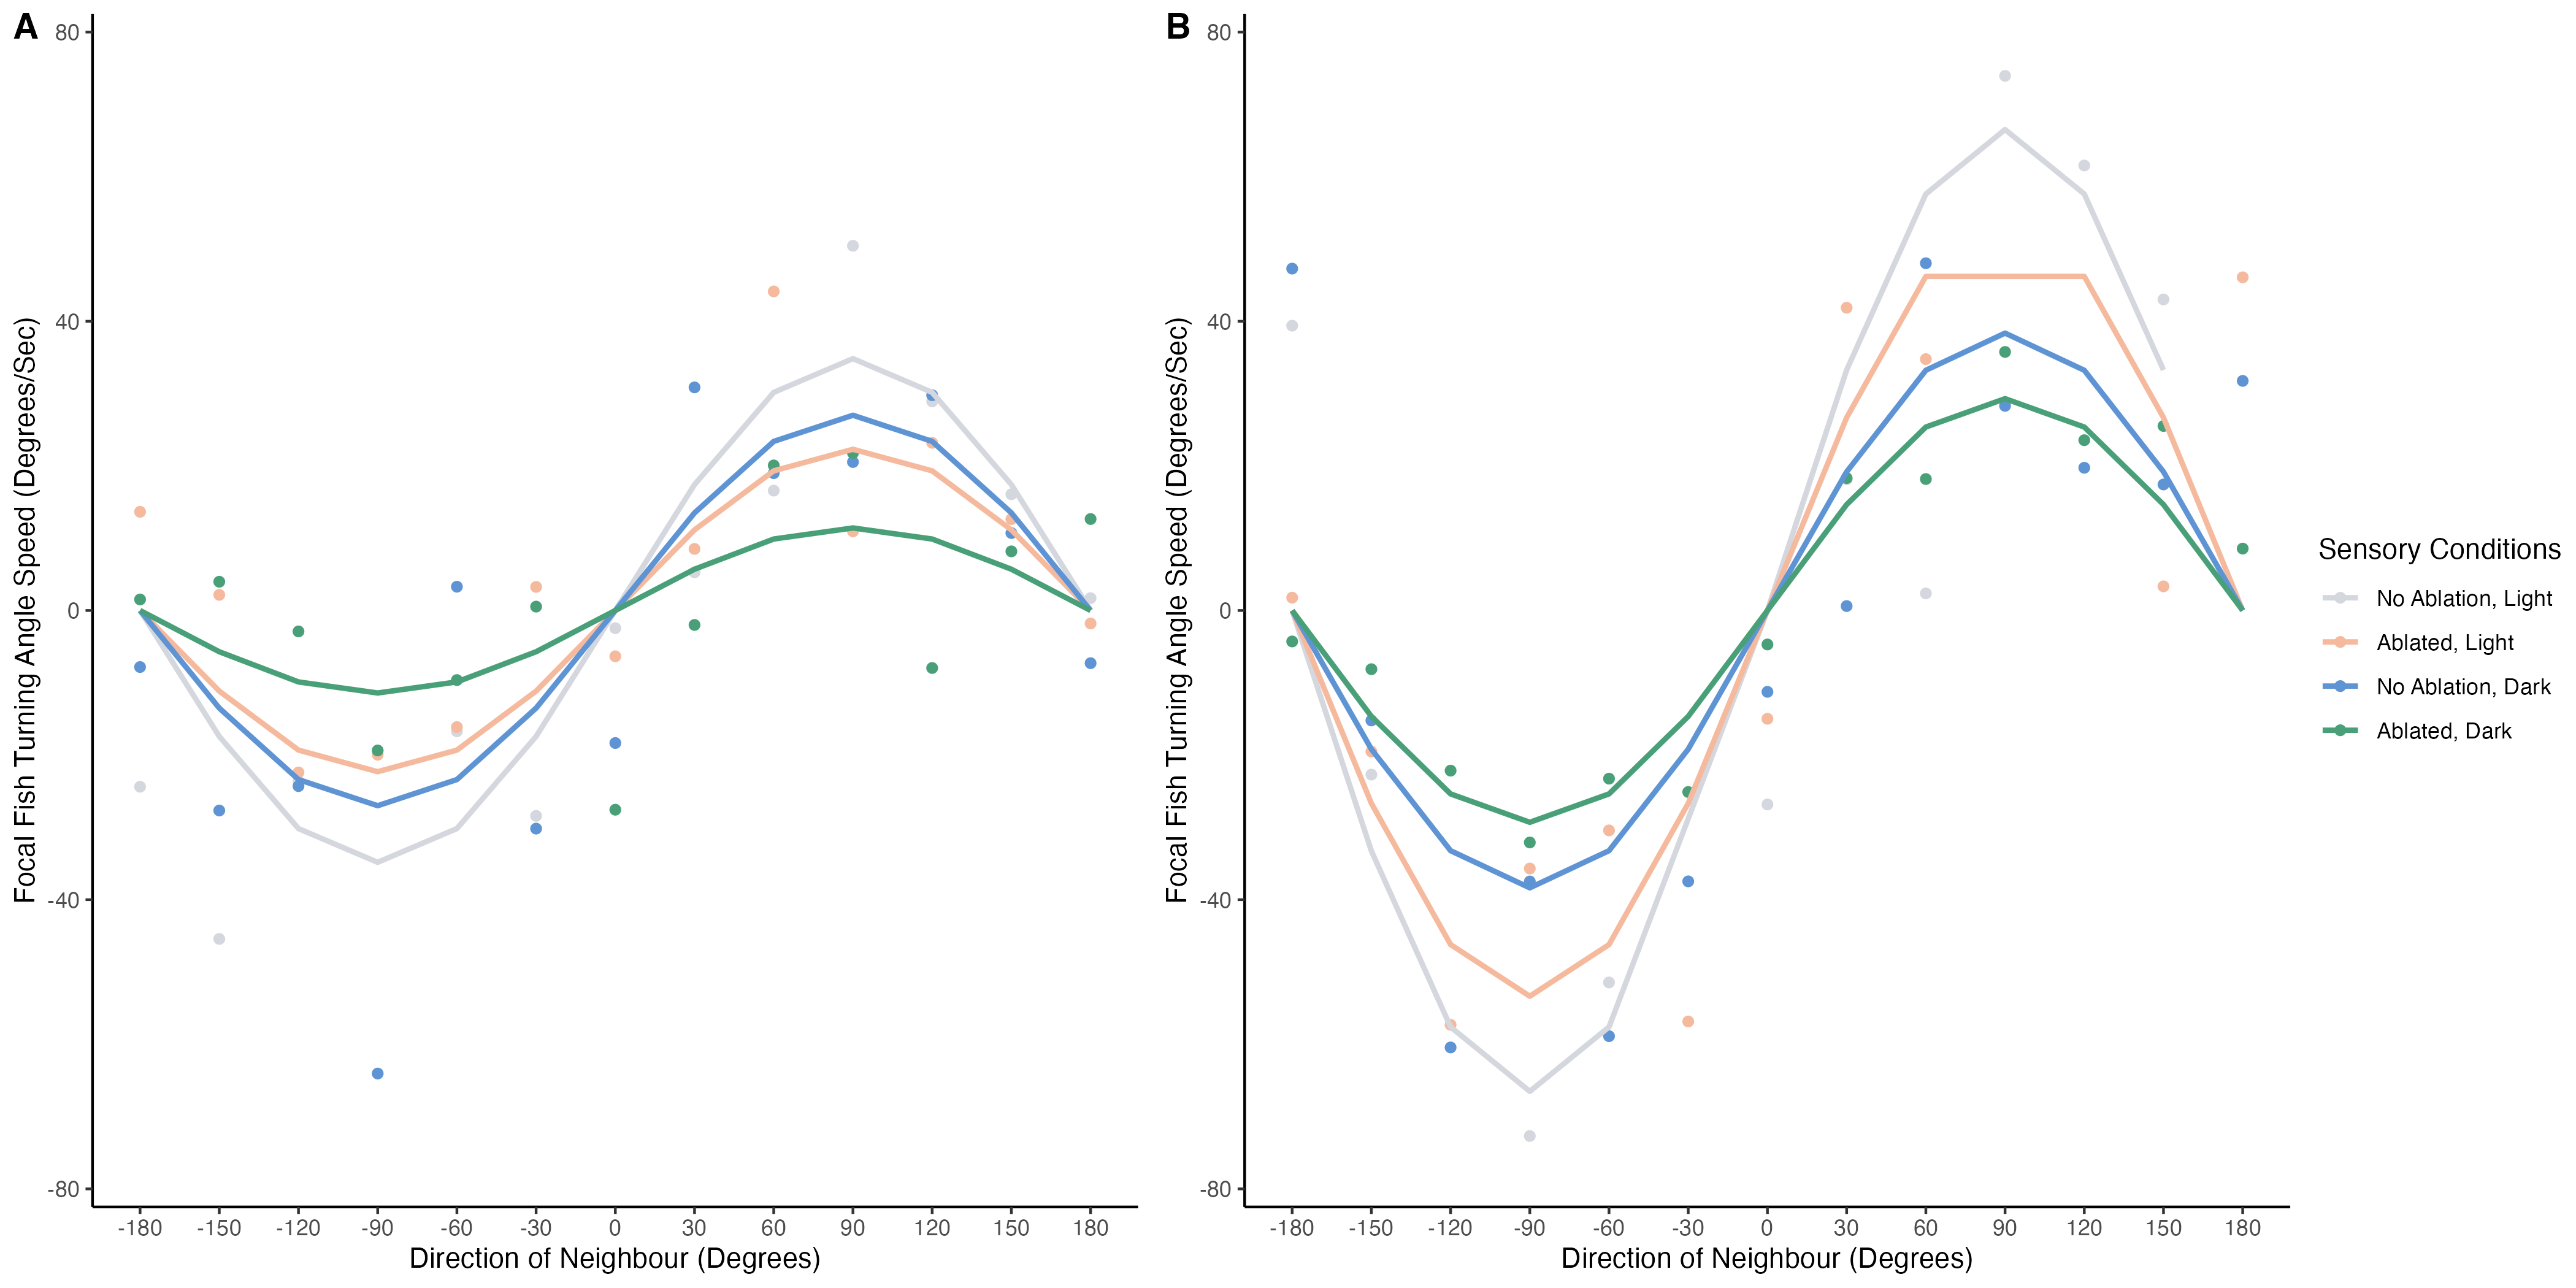 A
Focal Fish Turning Angle Speed (Degrees/Sec)
80
40
0
-40
-80
-180 -150 -120 -90 -60 -30 0 30 60 90 120 150 180
Direction of Neighbour (Degrees)
B
Focal Fish Turning Angle Speed (Degrees/Sec)
80
40
0
-40
-80
-180 -150 -120 -90 -60 -30 0 30 60 90 120 150 180
Direction of Neighbour (Degrees)
Sensory Conditions
No Ablation, Light
Ablated, Light
No Ablation, Dark
Ablated, Dark